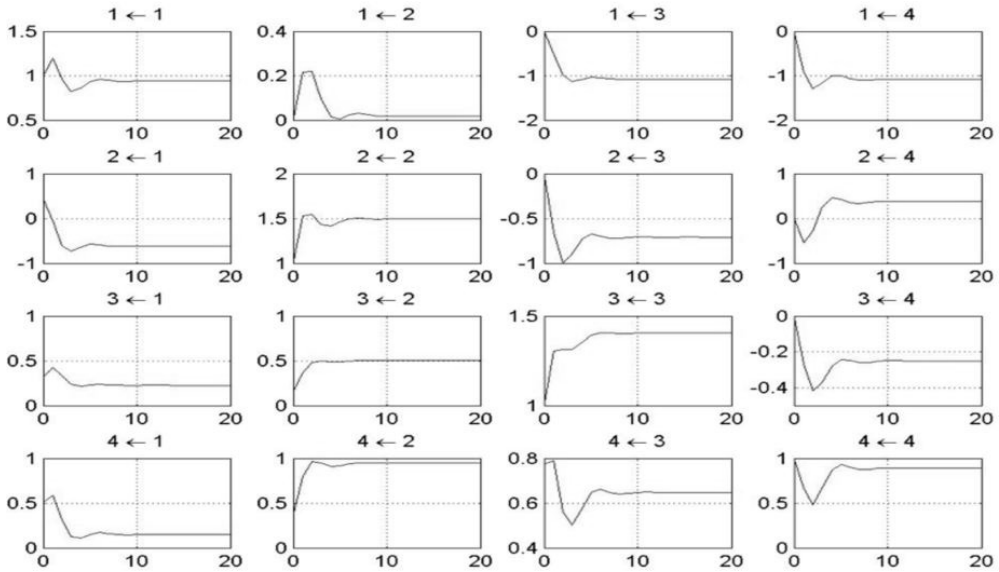 1 ← 1 1 ← 2 1 ← 3 1 ← 4
1.5 0.4 0 0
1 0.2 -1 -1
0.5 0 -2 -2
0 10 20 0 10 20 0 10 20 0 10 20
2 ← 1 2 ← 2 2 ← 3 2 ← 4
1 2 0 1
0 1.5 -0.5 0
-1 1 -1 -1
0 10 20 0 10 20 0 10 20 0 10 20
3 ← 1 3 ← 2 3 ← 3 3 ← 4
1 1 1.5 0
0.5 0.5 -0.2
-0.4
0 0 1
0 10 20 0 10 20 0 10 20 0 10 20
4 ← 1 4 ← 2 4 ← 3 4 ← 4
1 1 0.8 1
0.5 0.5 0.6 0.5
0 0 0.4 0
0 10 20 0 10 20 0 10 20 0 10 20